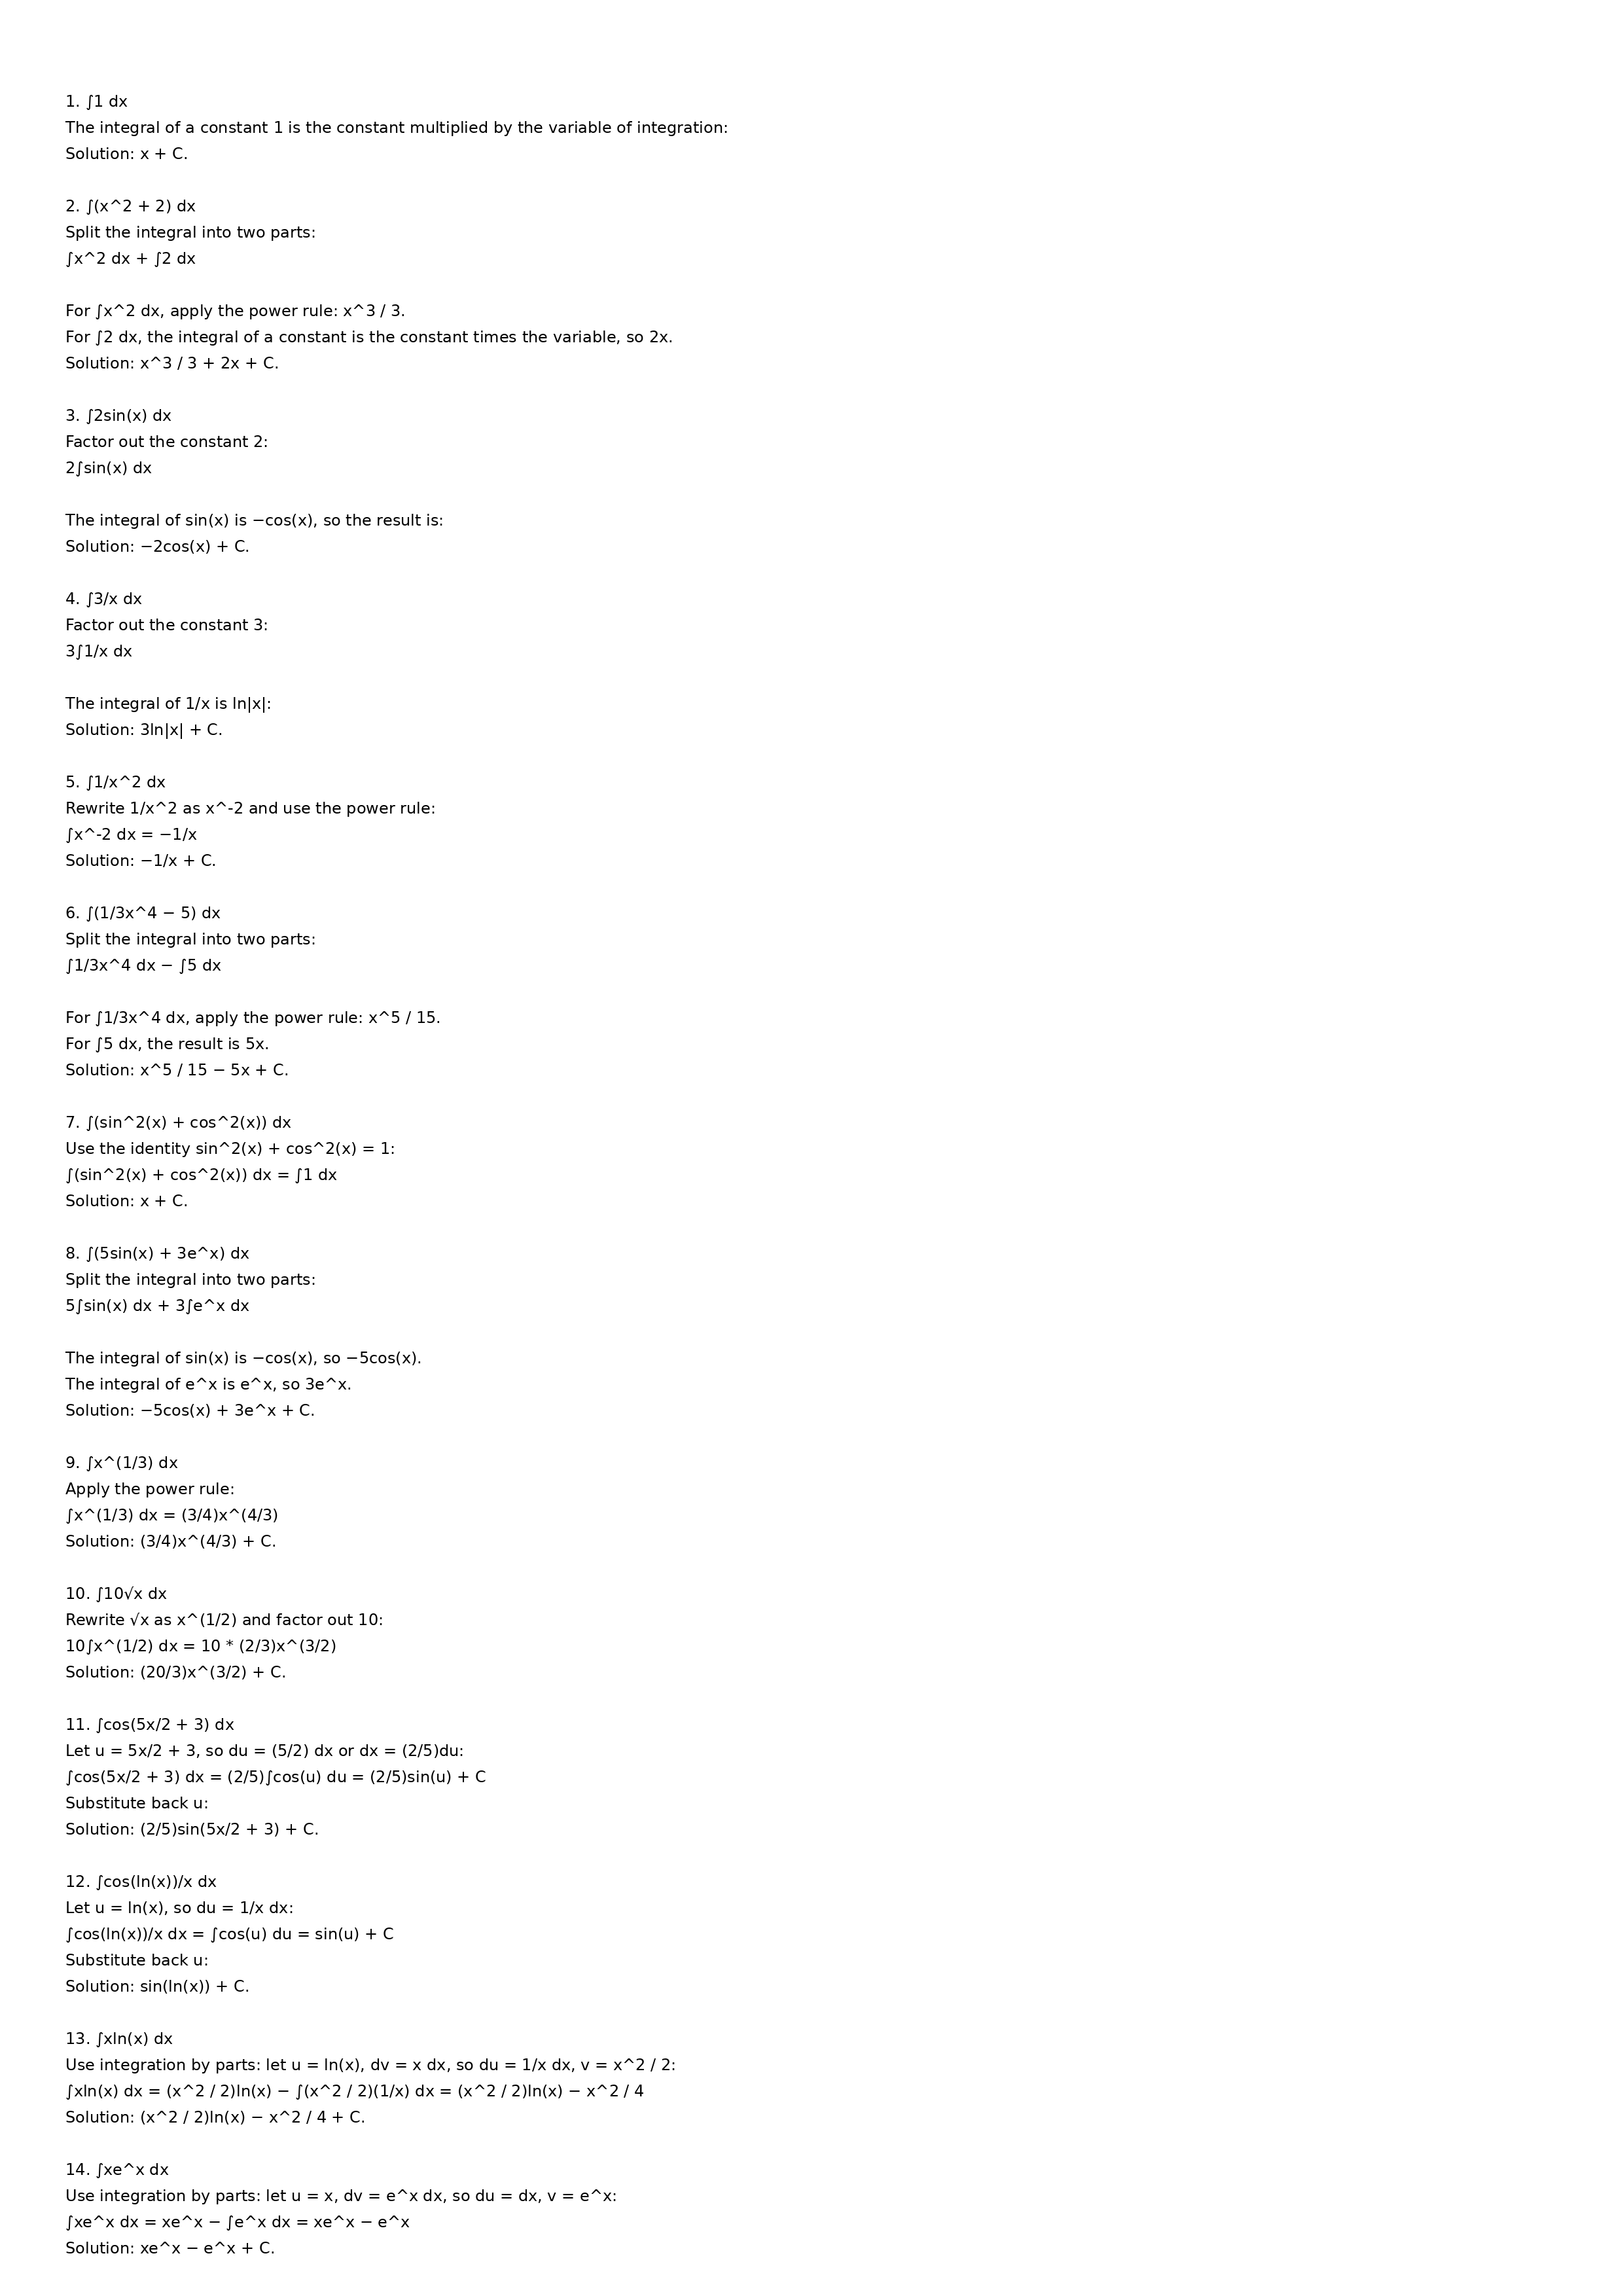 1. ∫1 dx
The integral of a constant 1 is the constant multiplied by the variable of integration:
Solution: x + C.
2. ∫(x^2 + 2) dx
Split the integral into two parts:
∫x^2 dx + ∫2 dx
For ∫x^2 dx, apply the power rule: x^3 / 3.
For ∫2 dx, the integral of a constant is the constant times the variable, so 2x.
Solution: x^3 / 3 + 2x + C.
3. ∫2sin(x) dx
Factor out the constant 2:
2∫sin(x) dx
The integral of sin(x) is −cos(x), so the result is:
Solution: −2cos(x) + C.
4. ∫3/x dx
Factor out the constant 3:
3∫1/x dx
The integral of 1/x is ln|x|:
Solution: 3ln|x| + C.
5. ∫1/x^2 dx
Rewrite 1/x^2 as x^-2 and use the power rule:
∫x^-2 dx = −1/x
Solution: −1/x + C.
6. ∫(1/3x^4 − 5) dx
Split the integral into two parts:
∫1/3x^4 dx − ∫5 dx
For ∫1/3x^4 dx, apply the power rule: x^5 / 15.
For ∫5 dx, the result is 5x.
Solution: x^5 / 15 − 5x + C.
7. ∫(sin^2(x) + cos^2(x)) dx
Use the identity sin^2(x) + cos^2(x) = 1:
∫(sin^2(x) + cos^2(x)) dx = ∫1 dx
Solution: x + C.
8. ∫(5sin(x) + 3e^x) dx
Split the integral into two parts:
5∫sin(x) dx + 3∫e^x dx
The integral of sin(x) is −cos(x), so −5cos(x).
The integral of e^x is e^x, so 3e^x.
Solution: −5cos(x) + 3e^x + C.
9. ∫x^(1/3) dx
Apply the power rule:
∫x^(1/3) dx = (3/4)x^(4/3)
Solution: (3/4)x^(4/3) + C.
10. ∫10√x dx
Rewrite √x as x^(1/2) and factor out 10:
10∫x^(1/2) dx = 10 * (2/3)x^(3/2)
Solution: (20/3)x^(3/2) + C.
11. ∫cos(5x/2 + 3) dx
Let u = 5x/2 + 3, so du = (5/2) dx or dx = (2/5)du:
∫cos(5x/2 + 3) dx = (2/5)∫cos(u) du = (2/5)sin(u) + C
Substitute back u:
Solution: (2/5)sin(5x/2 + 3) + C.
12. ∫cos(ln(x))/x dx
Let u = ln(x), so du = 1/x dx:
∫cos(ln(x))/x dx = ∫cos(u) du = sin(u) + C
Substitute back u:
Solution: sin(ln(x)) + C.
13. ∫xln(x) dx
Use integration by parts: let u = ln(x), dv = x dx, so du = 1/x dx, v = x^2 / 2:
∫xln(x) dx = (x^2 / 2)ln(x) − ∫(x^2 / 2)(1/x) dx = (x^2 / 2)ln(x) − x^2 / 4
Solution: (x^2 / 2)ln(x) − x^2 / 4 + C.
14. ∫xe^x dx
Use integration by parts: let u = x, dv = e^x dx, so du = dx, v = e^x:
∫xe^x dx = xe^x − ∫e^x dx = xe^x − e^x
Solution: xe^x − e^x + C.